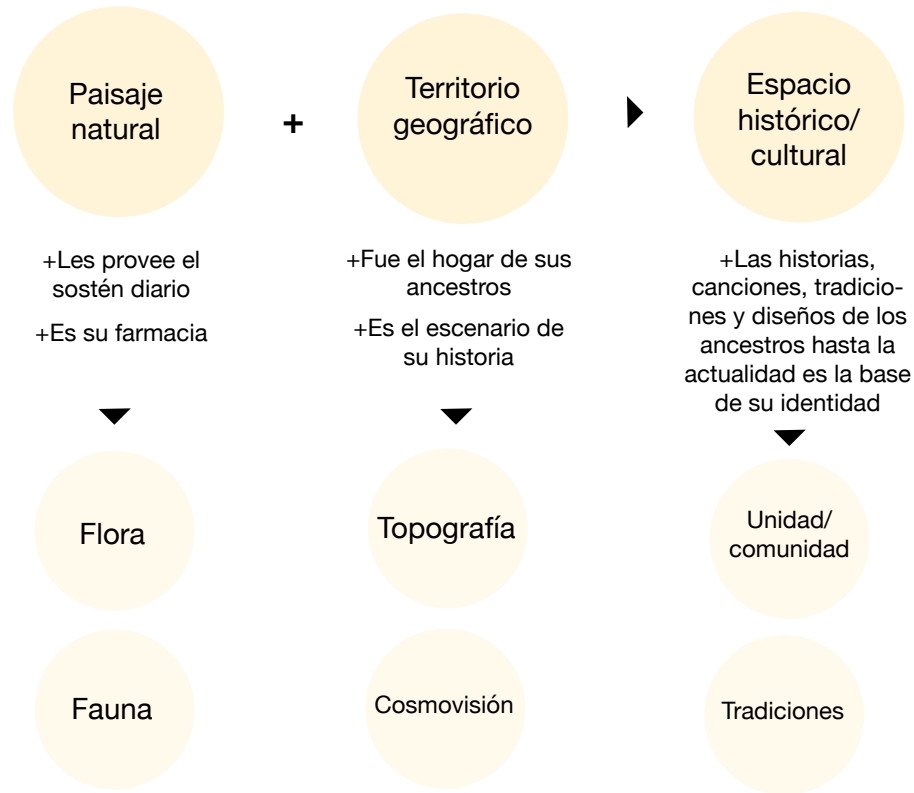 Paisaje
natural
+
Territorio
geográfico
Espacio
histórico/
cultural
+Les provee el
sostén diario
+Es su farmacia
+Fue el hogar de sus
ancestros
+Es el escenario de
su historia
+Las historias,
canciones, tradicio-
nes y diseños de los
ancestros hasta la
actualidad es la base
de su identidad
Flora
Topografía
Unidad/
comunidad
Fauna
Cosmovisión
Tradiciones